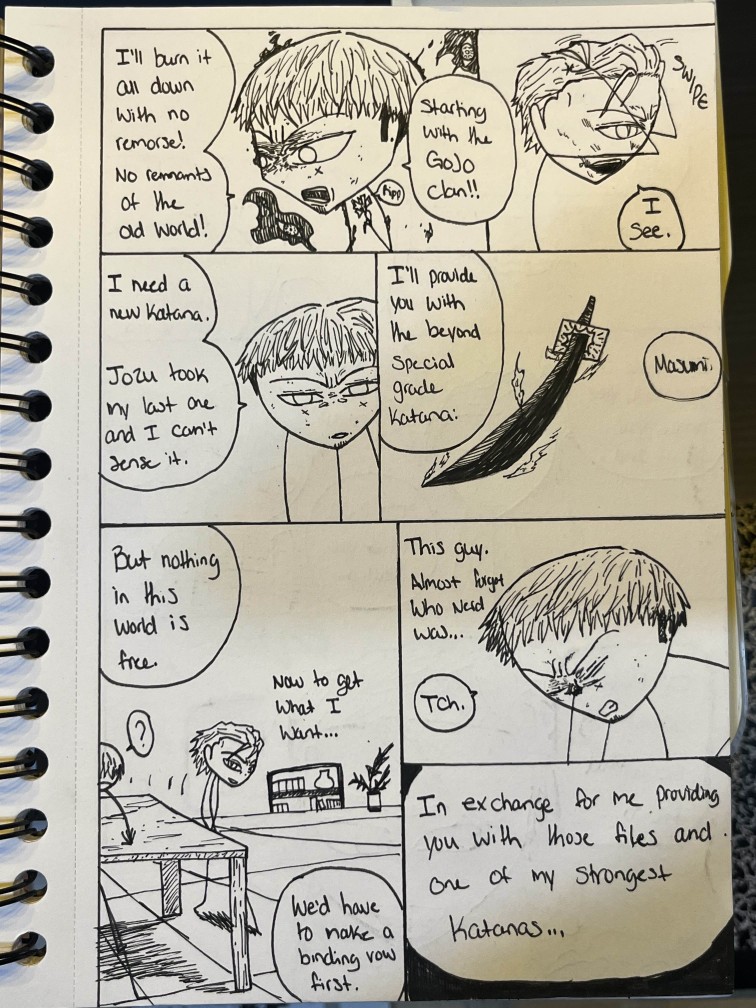 I'll burn it
all down
with no
remorse!
No remnants
of the
old world!
Ripp
Starting
with the
GoJo
clan!!
SWIPE
I
See.
I need a
new Katana.
Jozu took
my last one
and I can't
sense it.
I'll provide
you with
the beyond
special
grade
Katana:
Masumi.
But nothing
in this
world is
free.
?
Now to get
what I
want...
We'd have
to make a
binding vow
first.
This guy.
Almost forgot
who Nerd
was...
Tch.
In exchange for me providing
you with those files and
one of my strongest
Katanas...